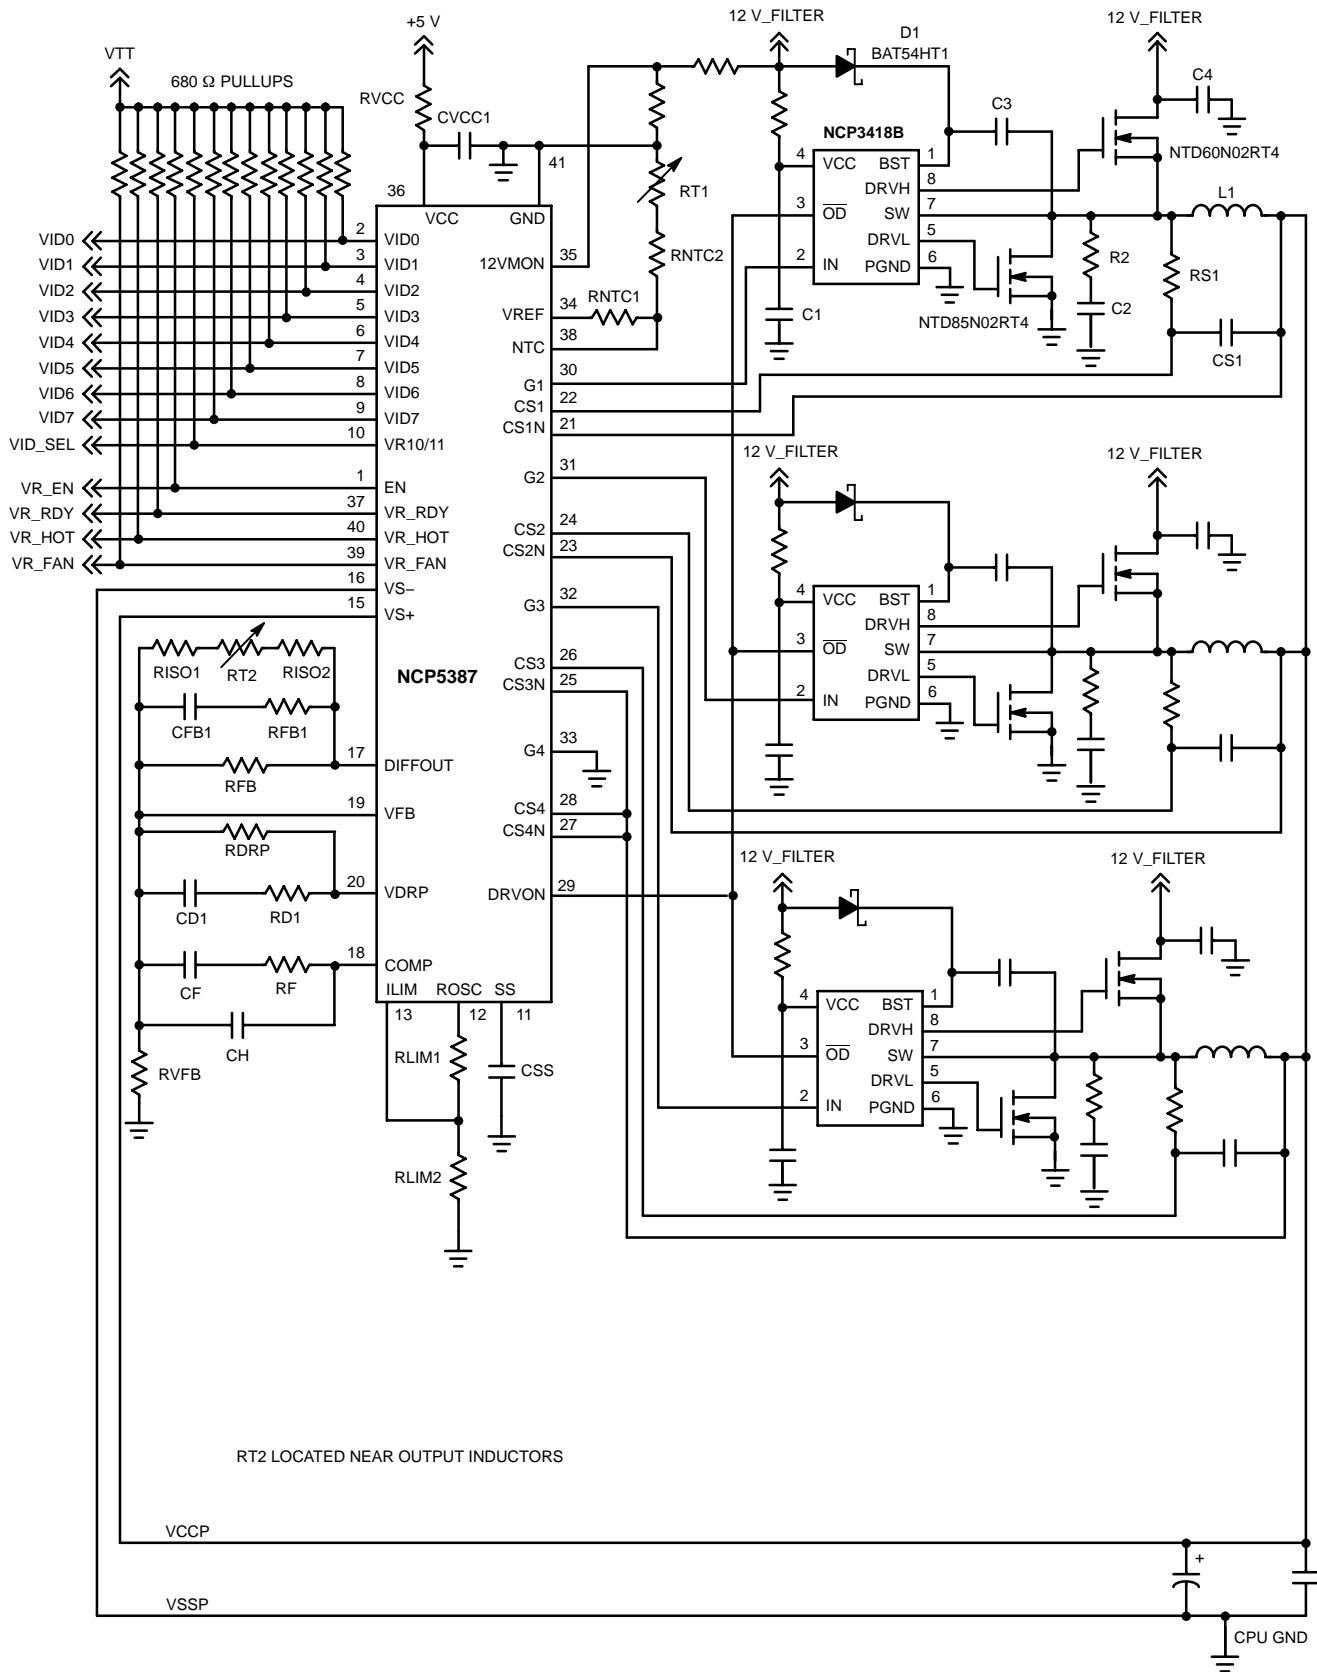 +5 V
12 V_FILTER
12 V_FILTER
D1
BAT54HT1
VTT
680 Ω PULLUPS
RVCC
CVCC1
C3
C4
NCP3418B
NTD60N02RT4
41
36
VCC
GND
RT1
4
VCC
BST
1
DRVH
8
3
OD
SW
7
L1
DRVL
5
2
IN
PGND
6
R2
RS1
NTD85N02RT4
C1
C2
CS1
VID0
2
VID0
VID1
3
VID1
VID2
4
VID2
VID3
5
VID3
VID4
6
VID4
VID5
7
VID5
VID6
8
VID6
VID7
9
VID7
VID_SEL
10
VR10/11
VR_EN
1
EN
VR_RDY
37
VR_RDY
VR_HOT
40
VR_HOT
VR_FAN
39
VR_FAN
16
VS−
15
VS+
12VMON
35
RNTC2
RNTC1
VREF
34
NTC
38
G1
30
CS1
22
CS1N
21
G2
31
CS2
24
CS2N
23
G3
32
CS3
26
CS3N
25
G4
33
CS4
28
CS4N
27
DRVON
29
NCP5387
RISO1
RT2
RISO2
CFB1
RFB1
17
DIFFOUT
RFB
19
VFB
RDRP
20
VDRP
CD1
RD1
18
COMP
CF
RF
ILIM
ROSC
SS
13
12
11
CH
RVFB
RLIM1
CSS
RLIM2
12 V_FILTER
12 V_FILTER
4
VCC
BST
1
DRVH
8
3
OD
SW
7
DRVL
5
2
IN
PGND
6
12 V_FILTER
12 V_FILTER
4
VCC
BST
1
DRVH
8
3
OD
SW
7
DRVL
5
2
IN
PGND
6
RT2 LOCATED NEAR OUTPUT INDUCTORS
VCCP
+
VSSP
CPU GND